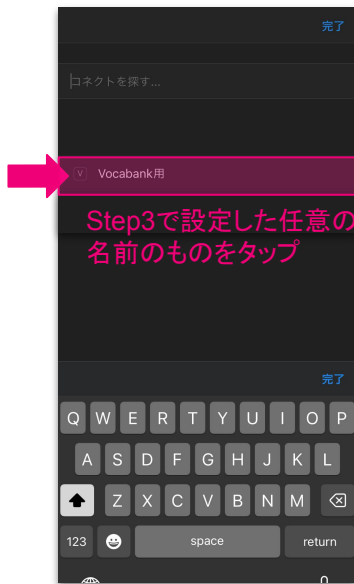 完了
コネクトを探す...
V Vocabank用
Step3で設定した任意の
名前のものをタップ
完了
Q W E R T Y U I O P
A S D F G H J K L
Z X C V B N M
123 space return